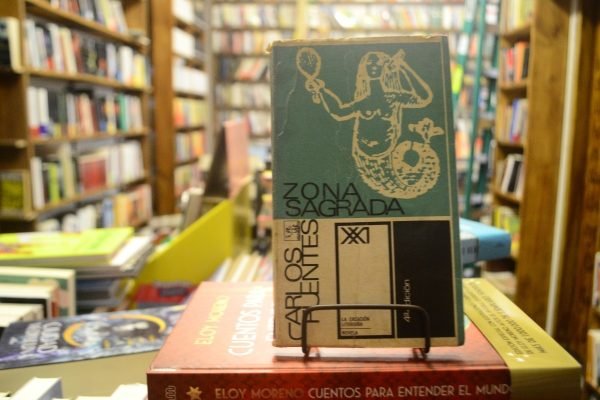 ZONA
SAGRADA
CARLOS
FUENTES
XXI
LA CREACIÓN
LITERARIA
NOVELA
4ª edición
ELOY MORENO
CUENTOS PARA
ELOY MORENO CUENTOS PARA ENTENDER EL MUNDO